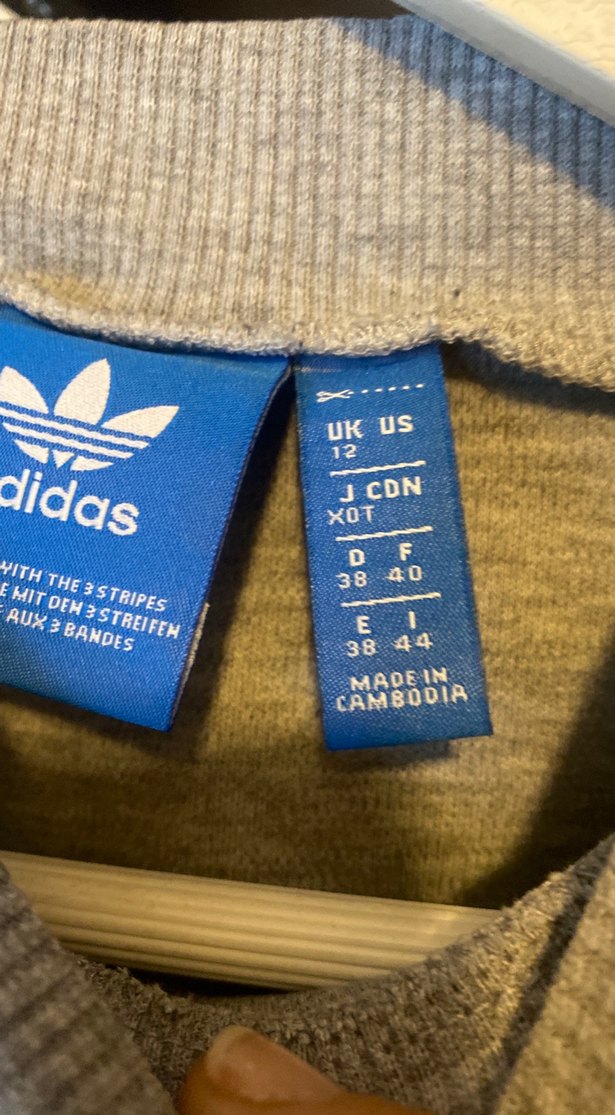 didas
WITH THE 3 STRIPES
E MIT DEN 3 STREIFEN
AUX 3 BANDES
UK US
12
J CDN
XOT
D F
38 40
E I
38 44
MADE IN
CAMBODIA